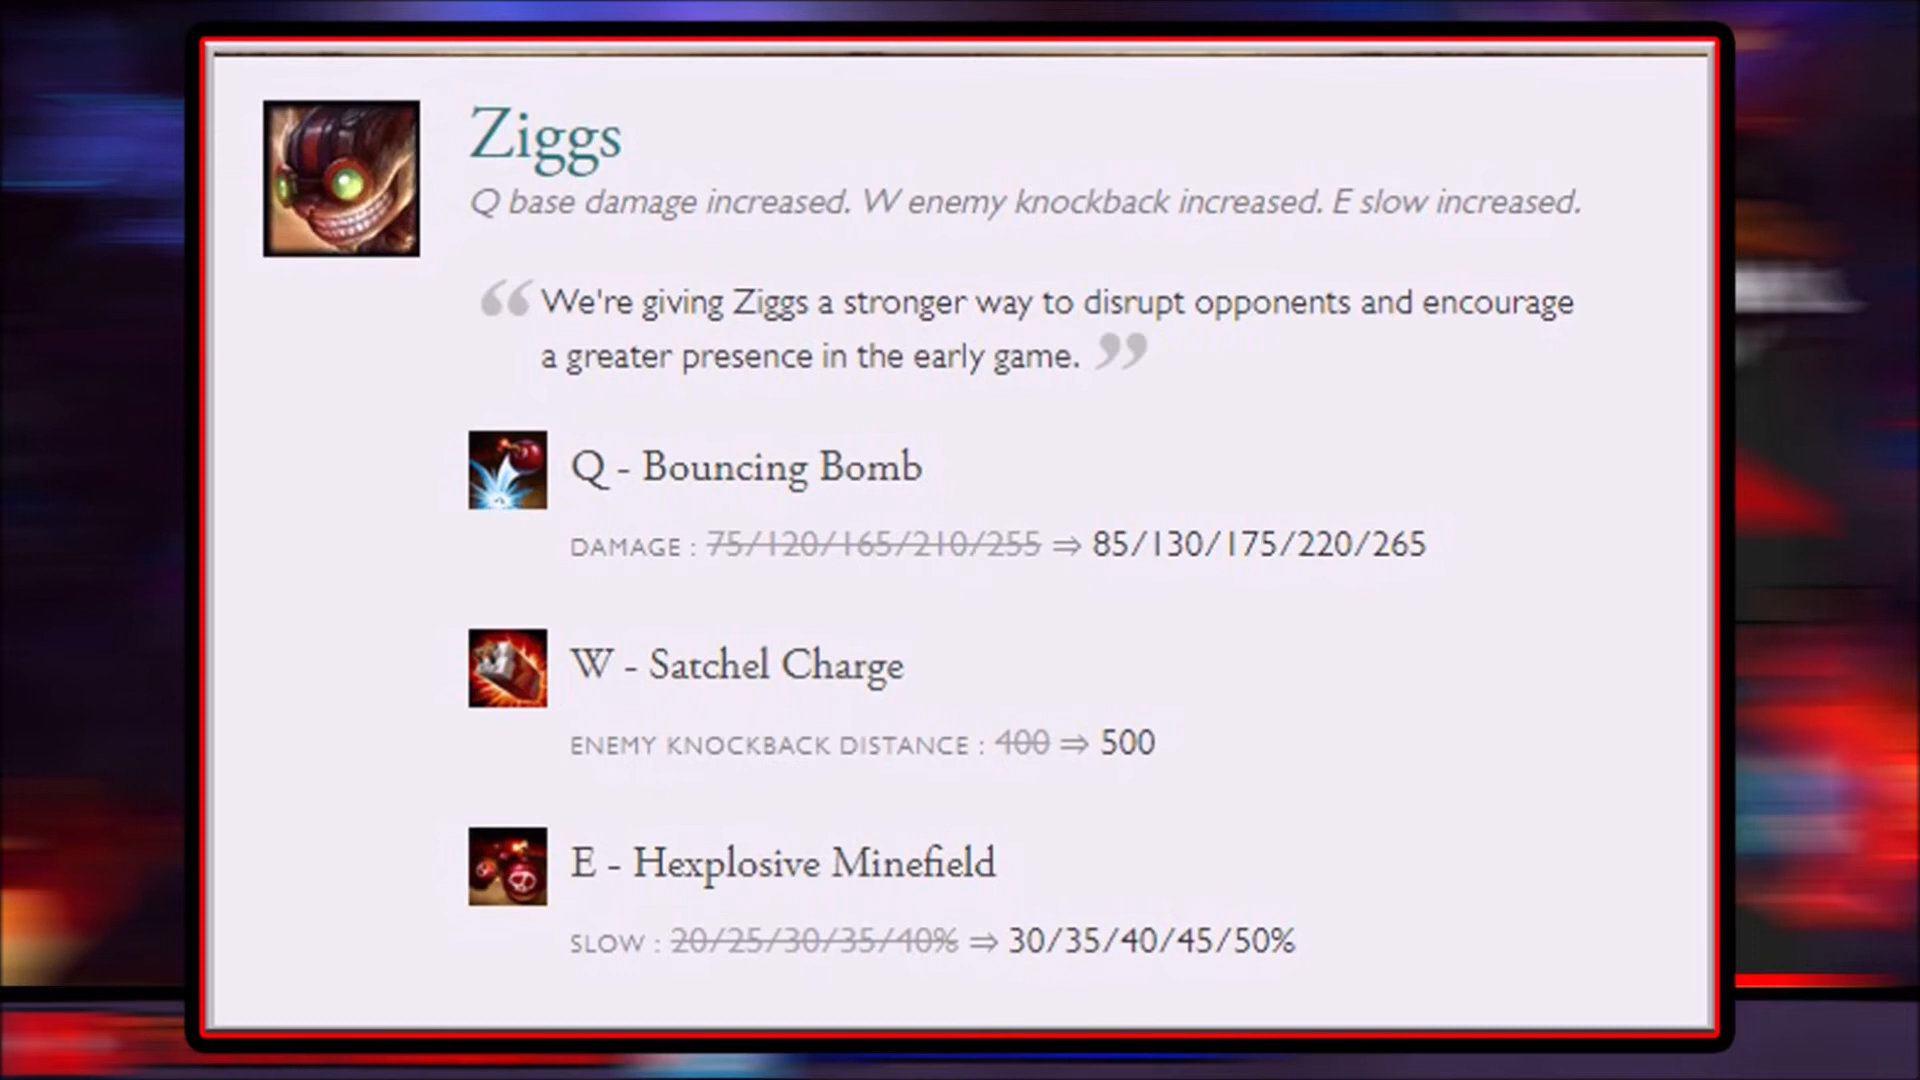 Ziggs
Q base damage increased. W enemy knockback increased. E slow increased.
“ We're giving Ziggs a stronger way to disrupt opponents and encourage
a greater presence in the early game. ”
Q - Bouncing Bomb
DAMAGE : 75/120/165/210/255 ⇒ 85/130/175/220/265
W - Satchel Charge
ENEMY KNOCKBACK DISTANCE : 400 ⇒ 500
E - Hexplosive Minefield
SLOW : 20/25/30/35/40% ⇒ 30/35/40/45/50%